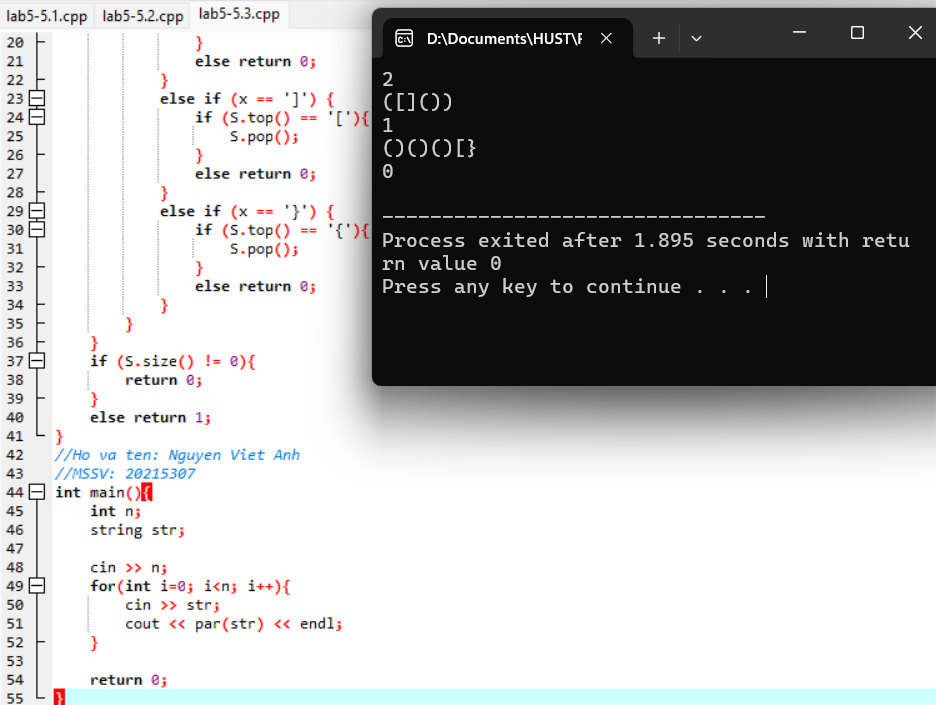 lab5-5.1.cpp lab5-5.2.cpp lab5-5.3.cpp
20 }
21 else return 0;
22 }
23 else if (x == ']') {
24 if (S.top() == '['){
25 S.pop();
26 }
27 else return 0;
28 }
29 else if (x == '}') {
30 if (S.top() == '{'){
31 S.pop();
32 }
33 else return 0;
34 }
35 }
36 }
37 if (S.size() != 0){
38 return 0;
39 }
40 else return 1;
41 }
42 //Ho va ten: Nguyen Viet Anh
43 //MSSV: 20215307
44 int main(){
45 int n;
46 string str;
47
48 cin >> n;
49 for(int i=0; i<n; i++){
50 cin >> str;
51 cout << par(str) << endl;
52 }
53
54 return 0;
55 }
D:\Documents\HUST\
2
([]())
1
()()()[}
0
--------------------------------
Process exited after 1.895 seconds with retu
rn value 0
Press any key to continue . . .